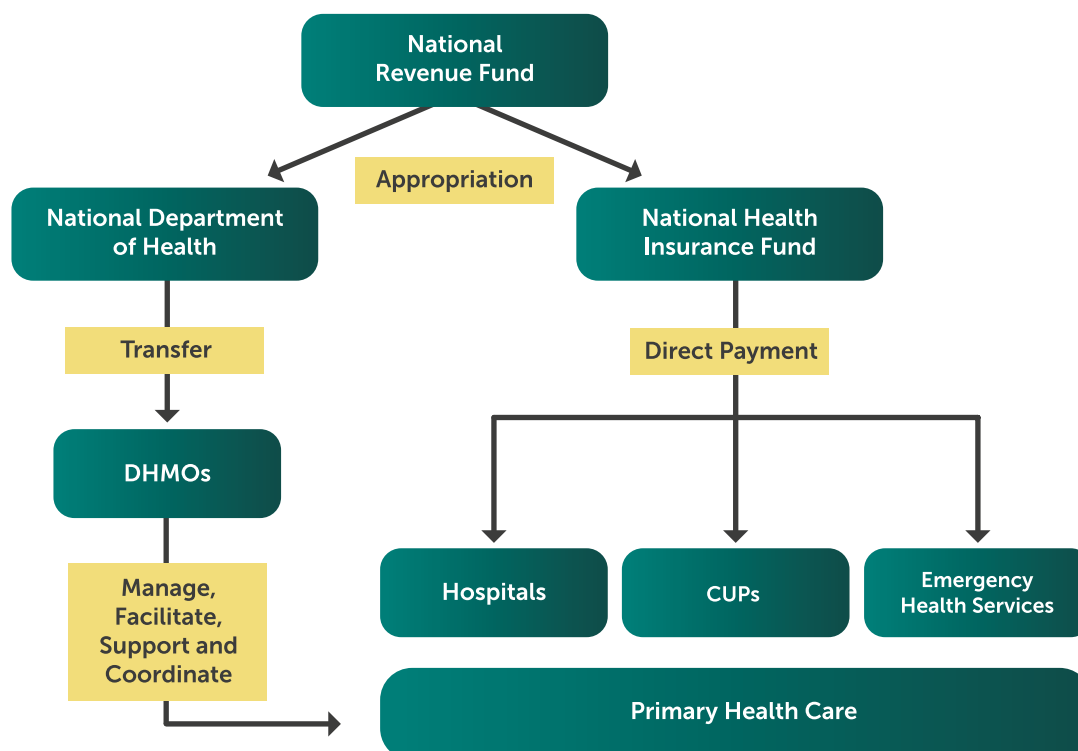 National
Revenue Fund
Appropriation
National Department
of Health
National Health
Insurance Fund
Transfer
Direct Payment
DHMOs
Manage,
Facilitate,
Support and
Coordinate
Hospitals
CUPs
Emergency
Health Services
Primary Health Care